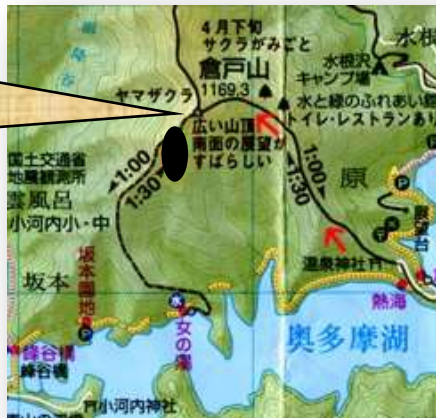 4月下旬
サクラがみごと
倉戸山
1169.3
ヤマザクラ
水根沢
キャンプ場
水と緑のふれあい館
トイレ・レストランあり
広い山頂
南面の展望が
すばらしい
1:00
1:30
1:00
1:30
国土交通省
地震観測所
雲風呂
小河内小・中
原
展望台
坂本
坂本園地
温泉神社
熱海
女の湯
奥多摩湖
峰谷橋
峰谷橋
小河内神社